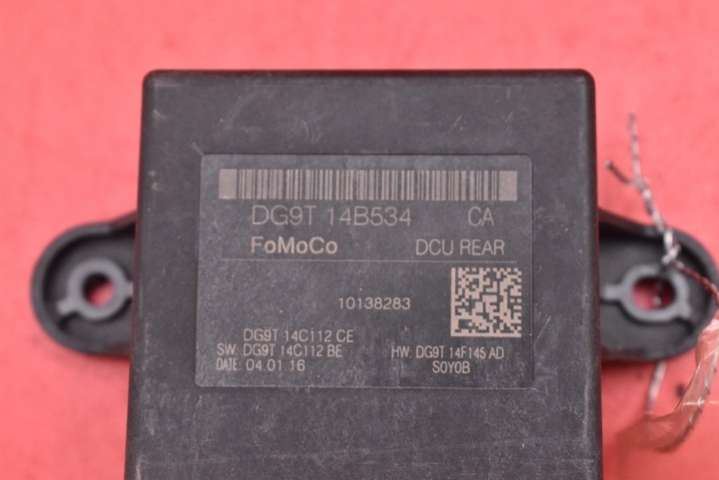 DG9T 14B534 CA
FoMoCo DCU REAR
10138283
DG9T 14C112 CE
SW: DG9T 14C112 BE HW: DG9T 14F145 AD
DATE: 04.01.16 S0Y0B